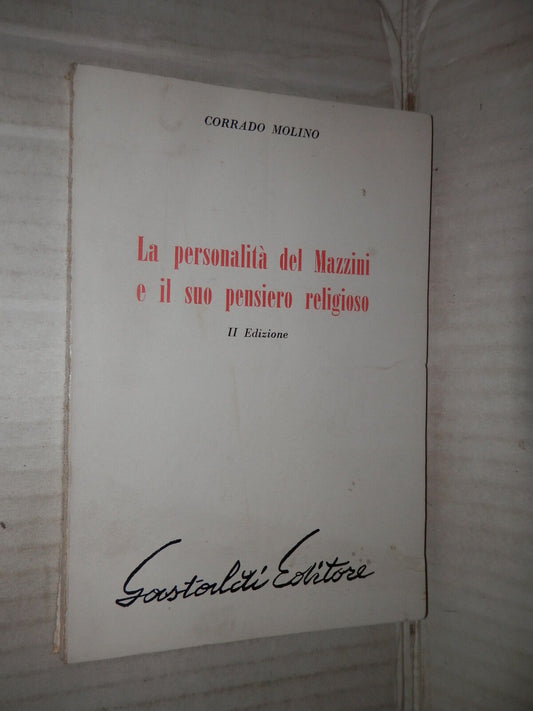 CORRADO MOLINO
La personalità del Mazzini
e il suo pensiero religioso
II Edizione
Gastaldi Editore